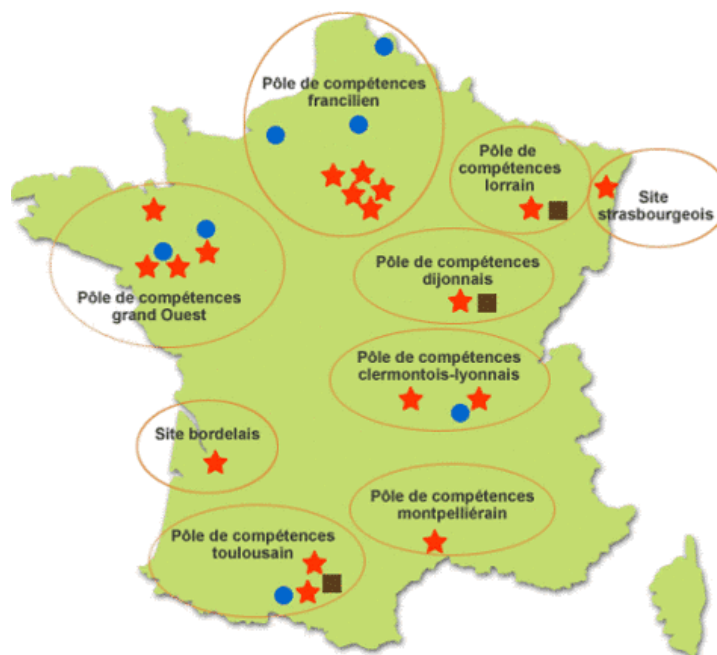 Pôle de compétences
francilien
Pôle de
compétences
lorrain
Site
strasbourgeois
Pôle de compétences
dijonnais
Pôle de compétences
grand Ouest
Pôle de compétences
clermontois-lyonnais
Site bordelais
Pôle de compétences
montpelliérain
Pôle de compétences
toulousain